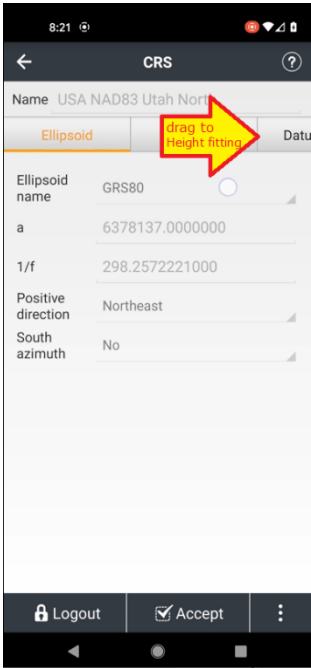 8:21
CRS
?
Name USA NAD83 Utah North
Ellipsoid
drag to
Height fitting
Datu
Ellipsoid
name
GRS80
a
6378137.0000000
1/f
298.2572221000
Positive
direction
Northeast
South
azimuth
No
Logout
Accept